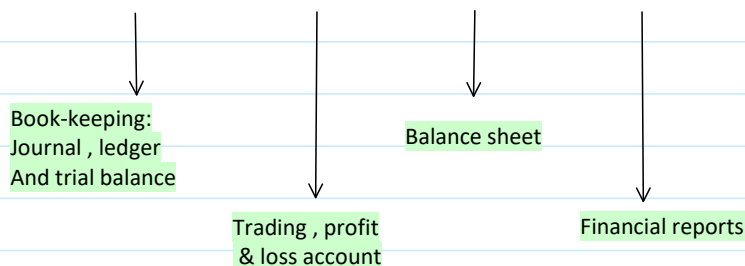 Book-keeping:
Journal , ledger
And trial balance
Trading , profit
& loss account
Balance sheet
Financial reports